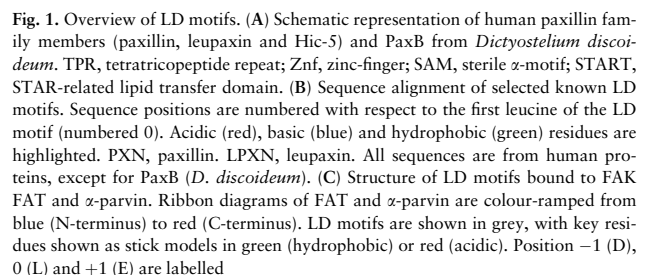 Fig. 1. Overview of LD motifs. (A) Schematic representation of human paxillin fam-
ily members (paxillin, leupaxin and Hic-5) and PaxB from Dictyostelium discoi-
deum. TPR, tetratricopeptide repeat; Znf, zinc-finger; SAM, sterile α-motif; START,
STAR-related lipid transfer domain. (B) Sequence alignment of selected known LD
motifs. Sequence positions are numbered with respect to the first leucine of the LD
motif (numbered 0). Acidic (red), basic (blue) and hydrophobic (green) residues are
highlighted. PXN, paxillin. LPXN, leupaxin. All sequences are from human pro-
teins, except for PaxB (D. discoideum). (C) Structure of LD motifs bound to FAK
FAT and α-parvin. Ribbon diagrams of FAT and α-parvin are colour-ramped from
blue (N-terminus) to red (C-terminus). LD motifs are shown in grey, with key resi-
dues shown as stick models in green (hydrophobic) or red (acidic). Position −1 (D),
0 (L) and +1 (E) are labelled